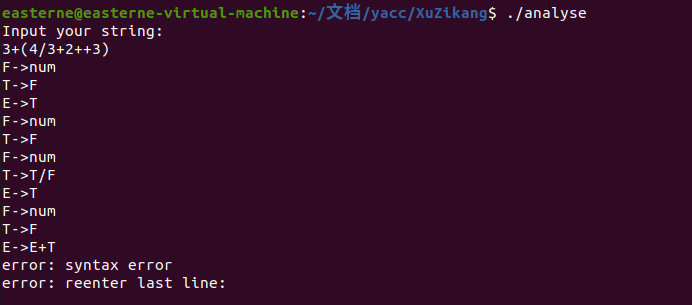 easterne@easterne-virtual-machine:~/文档/yacc/XuZikang$ ./analyse
Input your string:
3+(4/3+2++3)
F->num
T->F
E->T
F->num
T->F
F->num
T->T/F
E->T
F->num
T->F
E->E+T
error: syntax error
error: reenter last line: